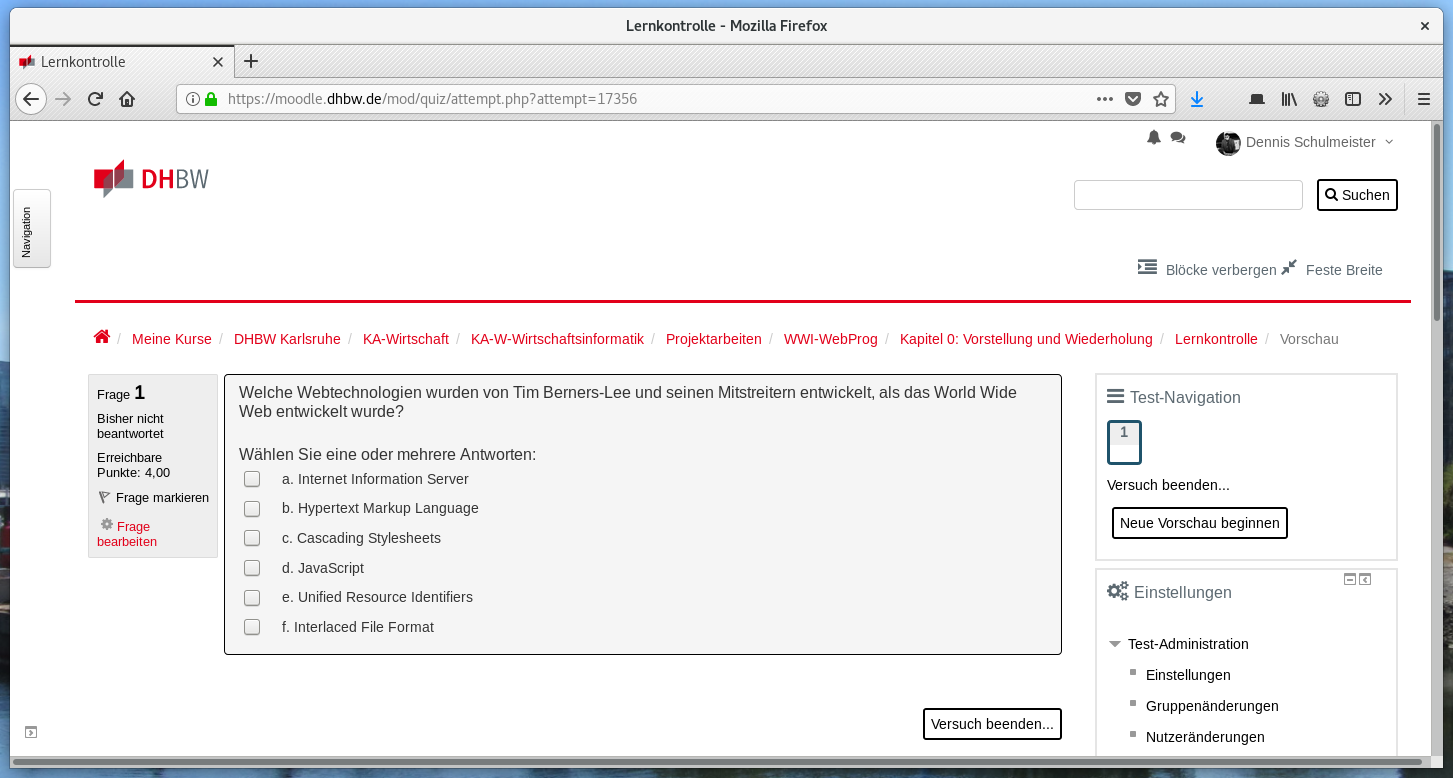 Lernkontrolle - Mozilla Firefox
Lernkontrolle
https://moodle.dhbw.de/mod/quiz/attempt.php?attempt=17356
Dennis Schulmeister
DHBW
Suchen
Navigation
Blöcke verbergen Feste Breite
/ Meine Kurse / DHBW Karlsruhe / KA-Wirtschaft / KA-W-Wirtschaftsinformatik / Projektarbeiten / WWI-WebProg / Kapitel 0: Vorstellung und Wiederholung / Lernkontrolle / Vorschau
Frage 1
Bisher nicht
beantwortet
Erreichbare
Punkte: 4,00
Frage markieren
Frage
bearbeiten
Welche Webtechnologien wurden von Tim Berners-Lee und seinen Mitstreitern entwickelt, als das World Wide
Web entwickelt wurde?
Wählen Sie eine oder mehrere Antworten:
a. Internet Information Server
b. Hypertext Markup Language
c. Cascading Stylesheets
d. JavaScript
e. Unified Resource Identifiers
f. Interlaced File Format
Versuch beenden...
Test-Navigation
1
Versuch beenden...
Neue Vorschau beginnen
Einstellungen
Test-Administration
Einstellungen
Gruppenänderungen
Nutzeränderungen